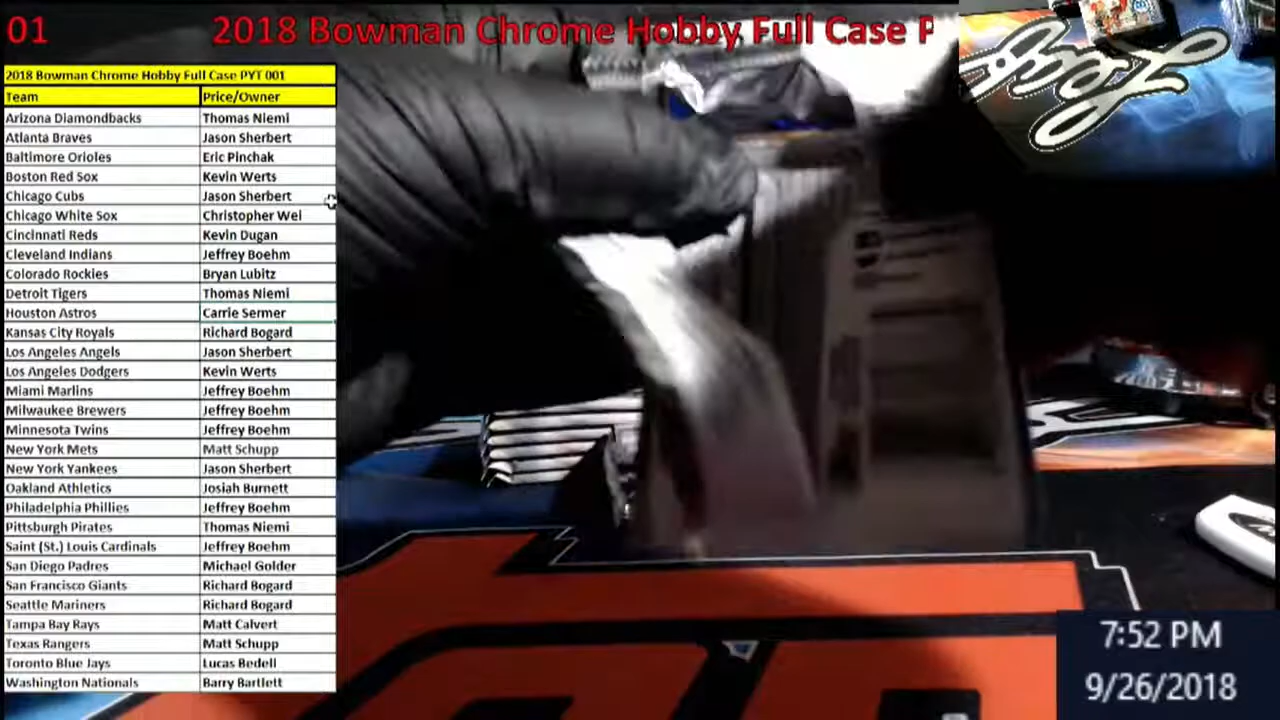 01 2018 Bowman Chrome Hobby Full Case P
2018 Bowman Chrome Hobby Full Case PYT 001
Team Price/Owner
Arizona Diamondbacks Thomas Niemi
Atlanta Braves Jason Sherbert
Baltimore Orioles Eric Pinchak
Boston Red Sox Kevin Werts
Chicago Cubs Jason Sherbert
Chicago White Sox Christopher Wel
Cincinnati Reds Kevin Dugan
Cleveland Indians Jeffrey Boehm
Colorado Rockies Bryan Lubitz
Detroit Tigers Thomas Niemi
Houston Astros Carrie Sermer
Kansas City Royals Richard Bogard
Los Angeles Angels Jason Sherbert
Los Angeles Dodgers Kevin Werts
Miami Marlins Jeffrey Boehm
Milwaukee Brewers Jeffrey Boehm
Minnesota Twins Jeffrey Boehm
New York Mets Matt Schupp
New York Yankees Jason Sherbert
Oakland Athletics Josiah Burnett
Philadelphia Phillies Jeffrey Boehm
Pittsburgh Pirates Thomas Niemi
Saint (St.) Louis Cardinals Jeffrey Boehm
San Diego Padres Michael Golder
San Francisco Giants Richard Bogard
Seattle Mariners Richard Bogard
Tampa Bay Rays Matt Calvert
Texas Rangers Matt Schupp
Toronto Blue Jays Lucas Bedell
Washington Nationals Barry Bartlett
7:52 PM
9/26/2018